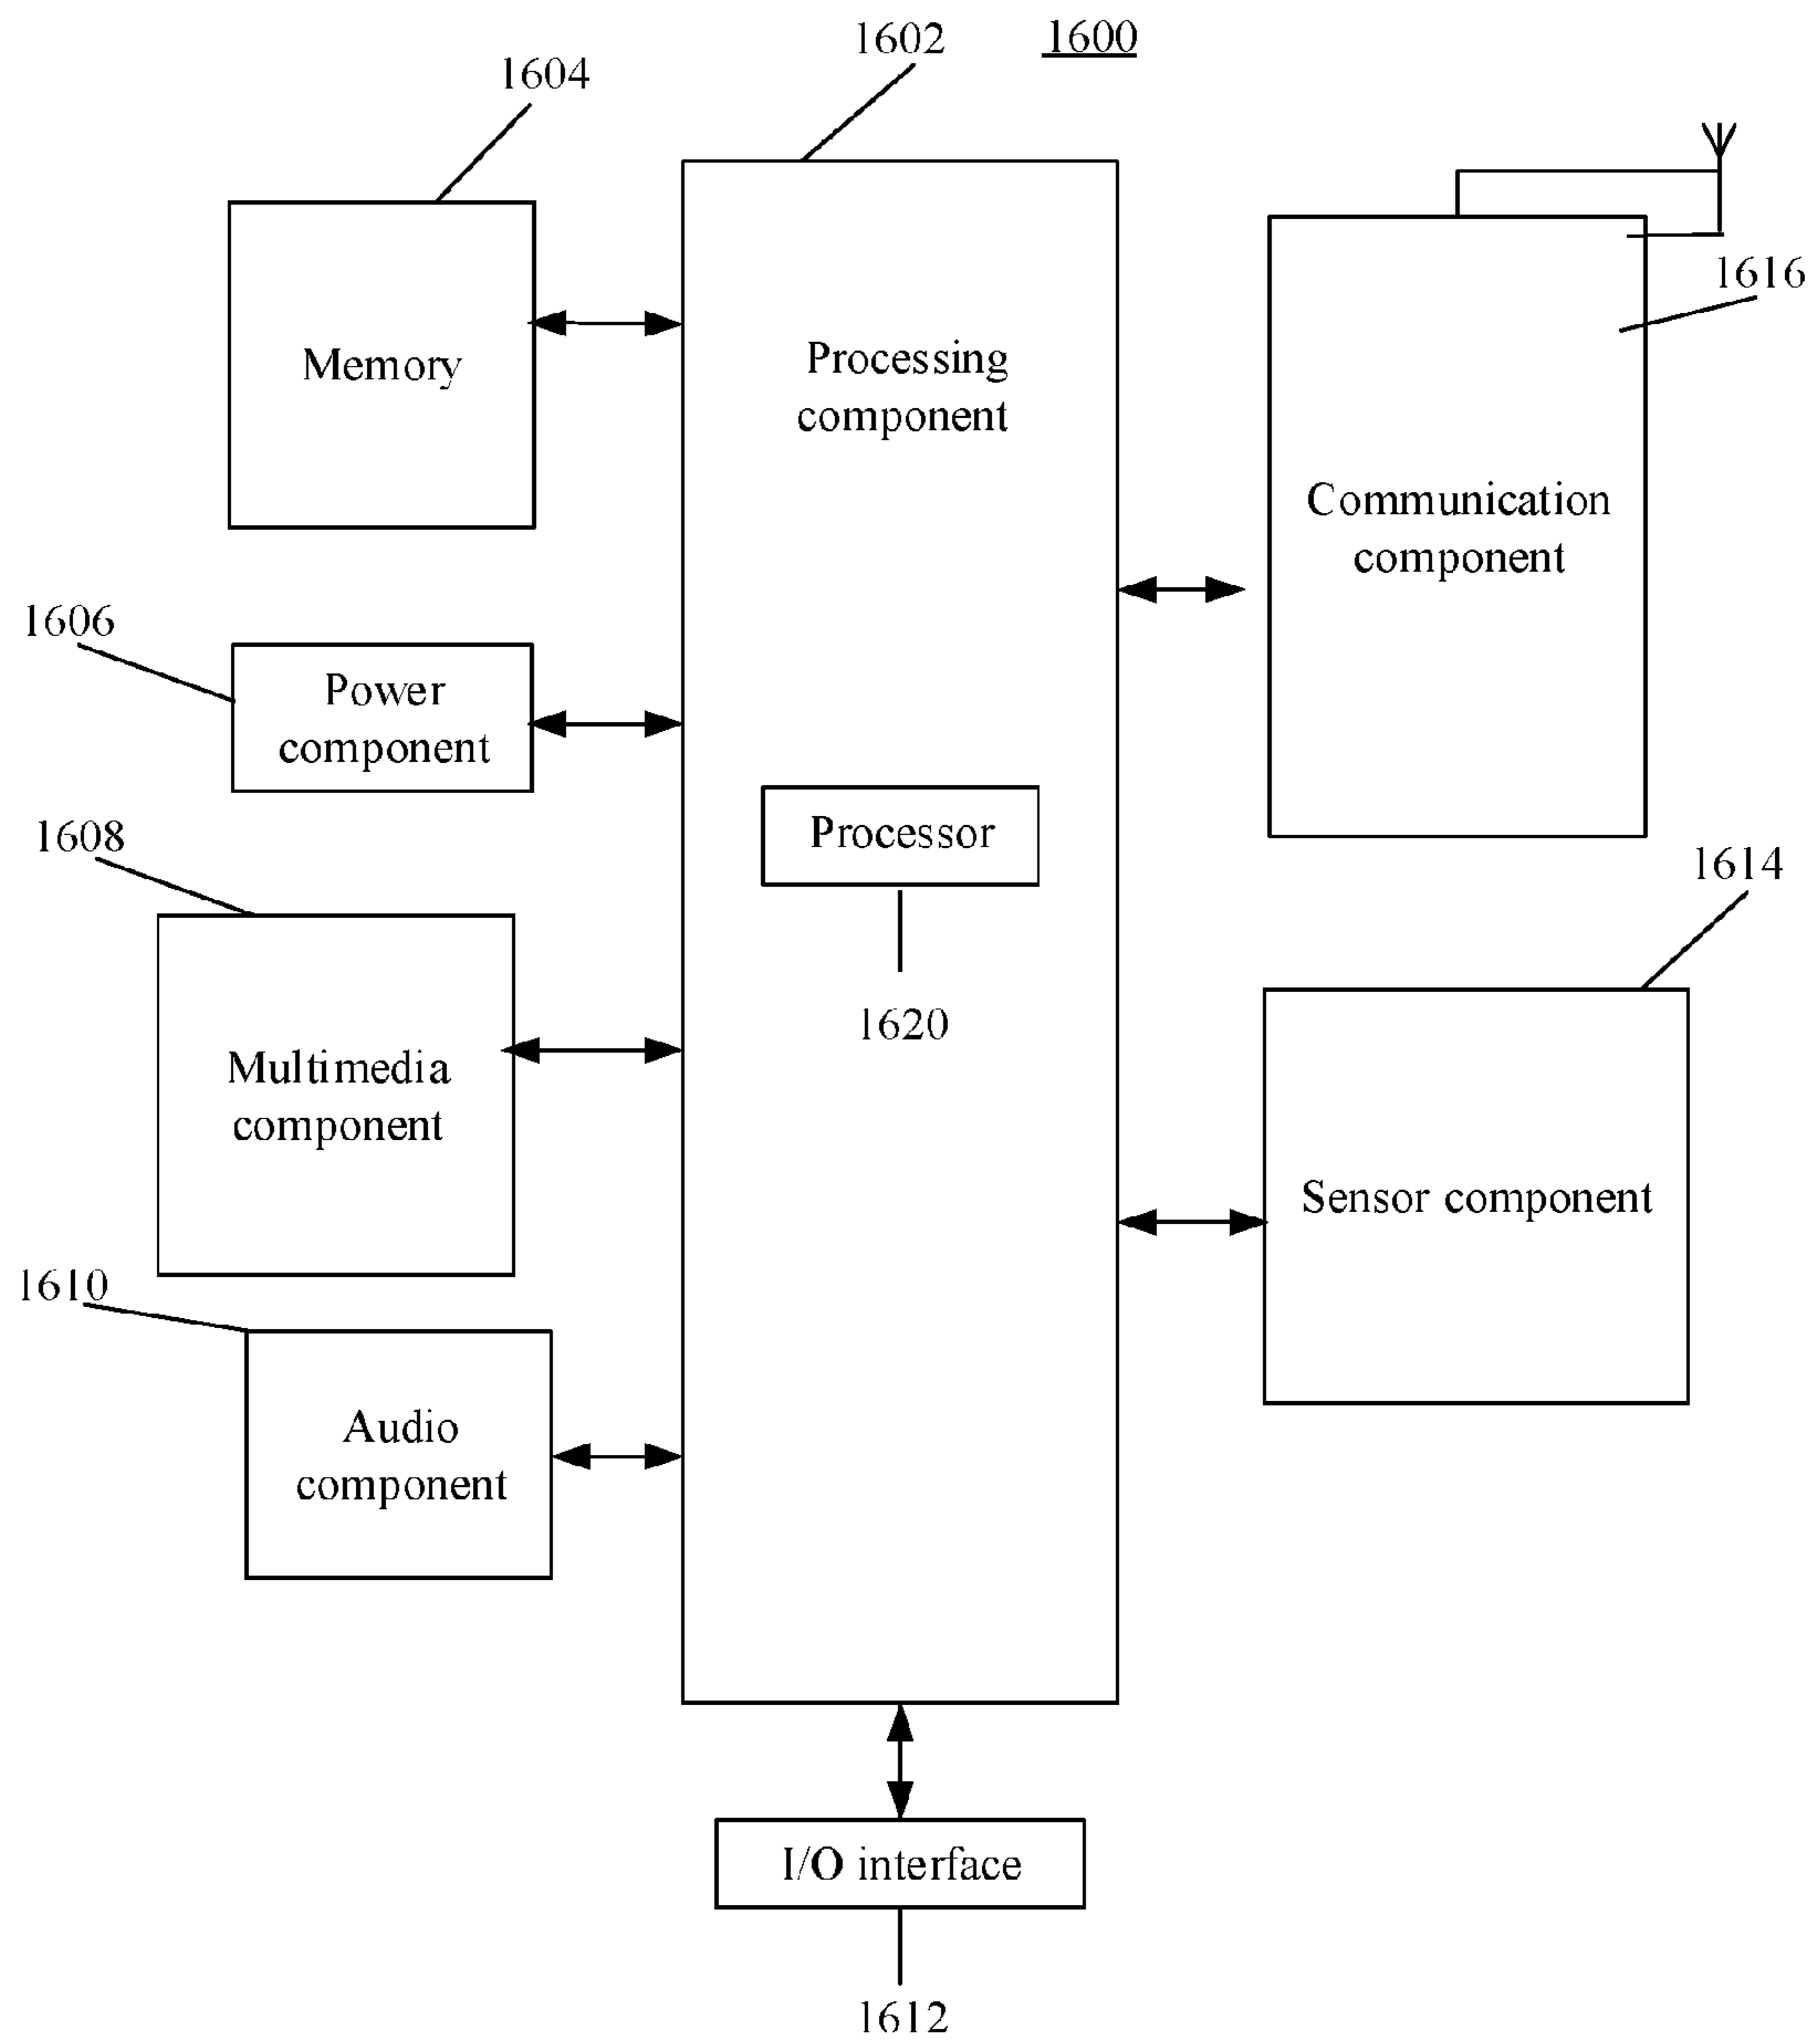 1602
1600
1604
1616
Memory
Processing
component
Communication
component
1606
Power
component
1608
Processor
1614
1620
Multimedia
component
Sensor component
1610
Audio
component
I/O interface
1612